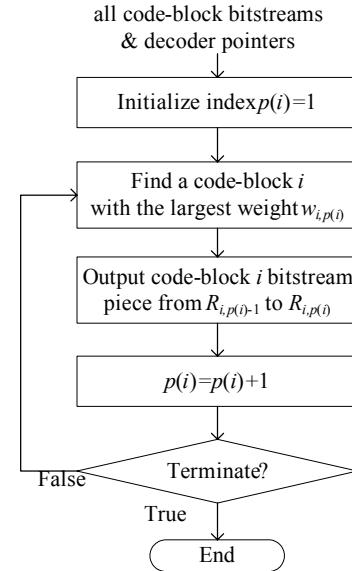 all code-block bitstreams
& decoder pointers
Initialize index p(i)=1
Find a code-block i
with the largest weight w_{i,p(i)}
Output code-block i bitstream
piece from R_{i,p(i)-1} to R_{i,p(i)}
p(i)=p(i)+1
Terminate?
False
True
End